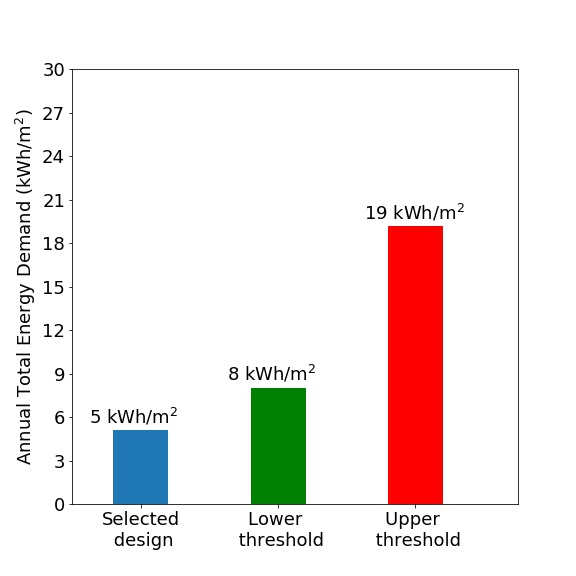 30
27
24
21
18
15
12
9
6
3
0
Annual Total Energy Demand (kWh/m²)
5 kWh/m²
8 kWh/m²
19 kWh/m²
Selected
design
Lower
threshold
Upper
threshold